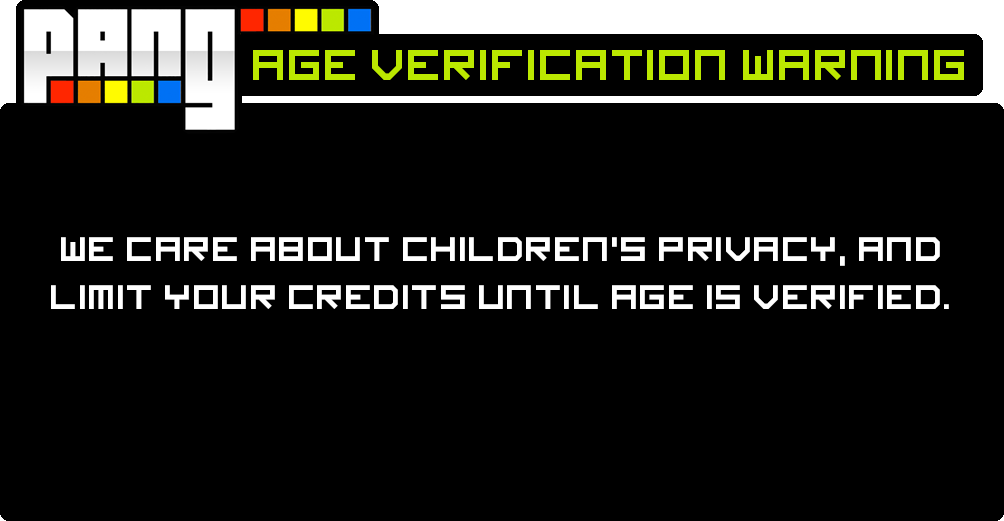 PANG
AGE VERIFICATION WARNING
WE CARE ABOUT CHILDREN'S PRIVACY, AND
LIMIT YOUR CREDITS UNTIL AGE IS VERIFIED.